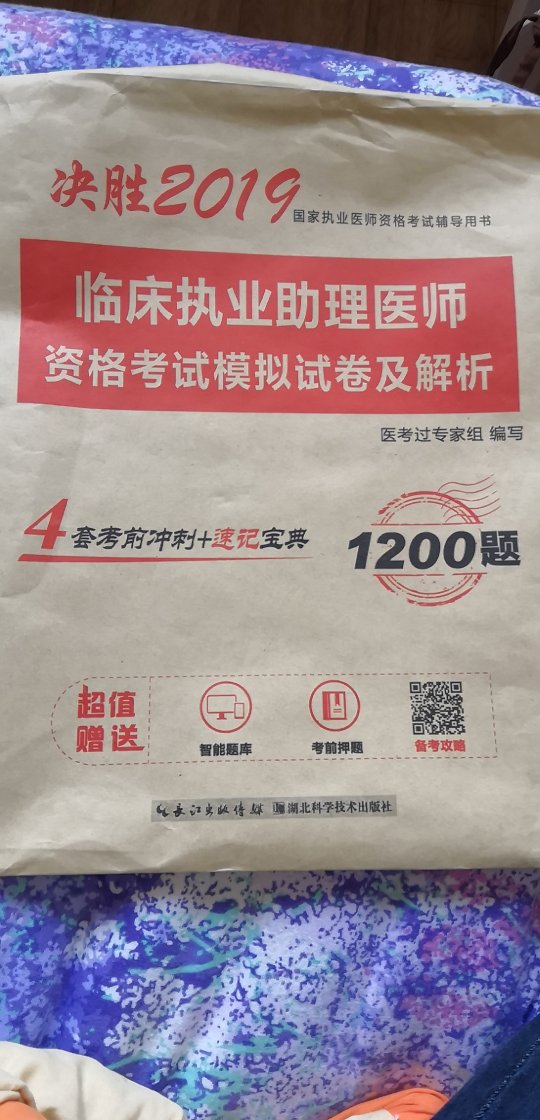 决胜2019
国家执业医师资格考试辅导用书
临床执业助理医师
资格考试模拟试卷及解析
医考过专家组 编写
4套考前冲刺+速记宝典
1200题
超值
赠送
智能题库
考前押题
备考攻略
长江出版传媒 湖北科学技术出版社